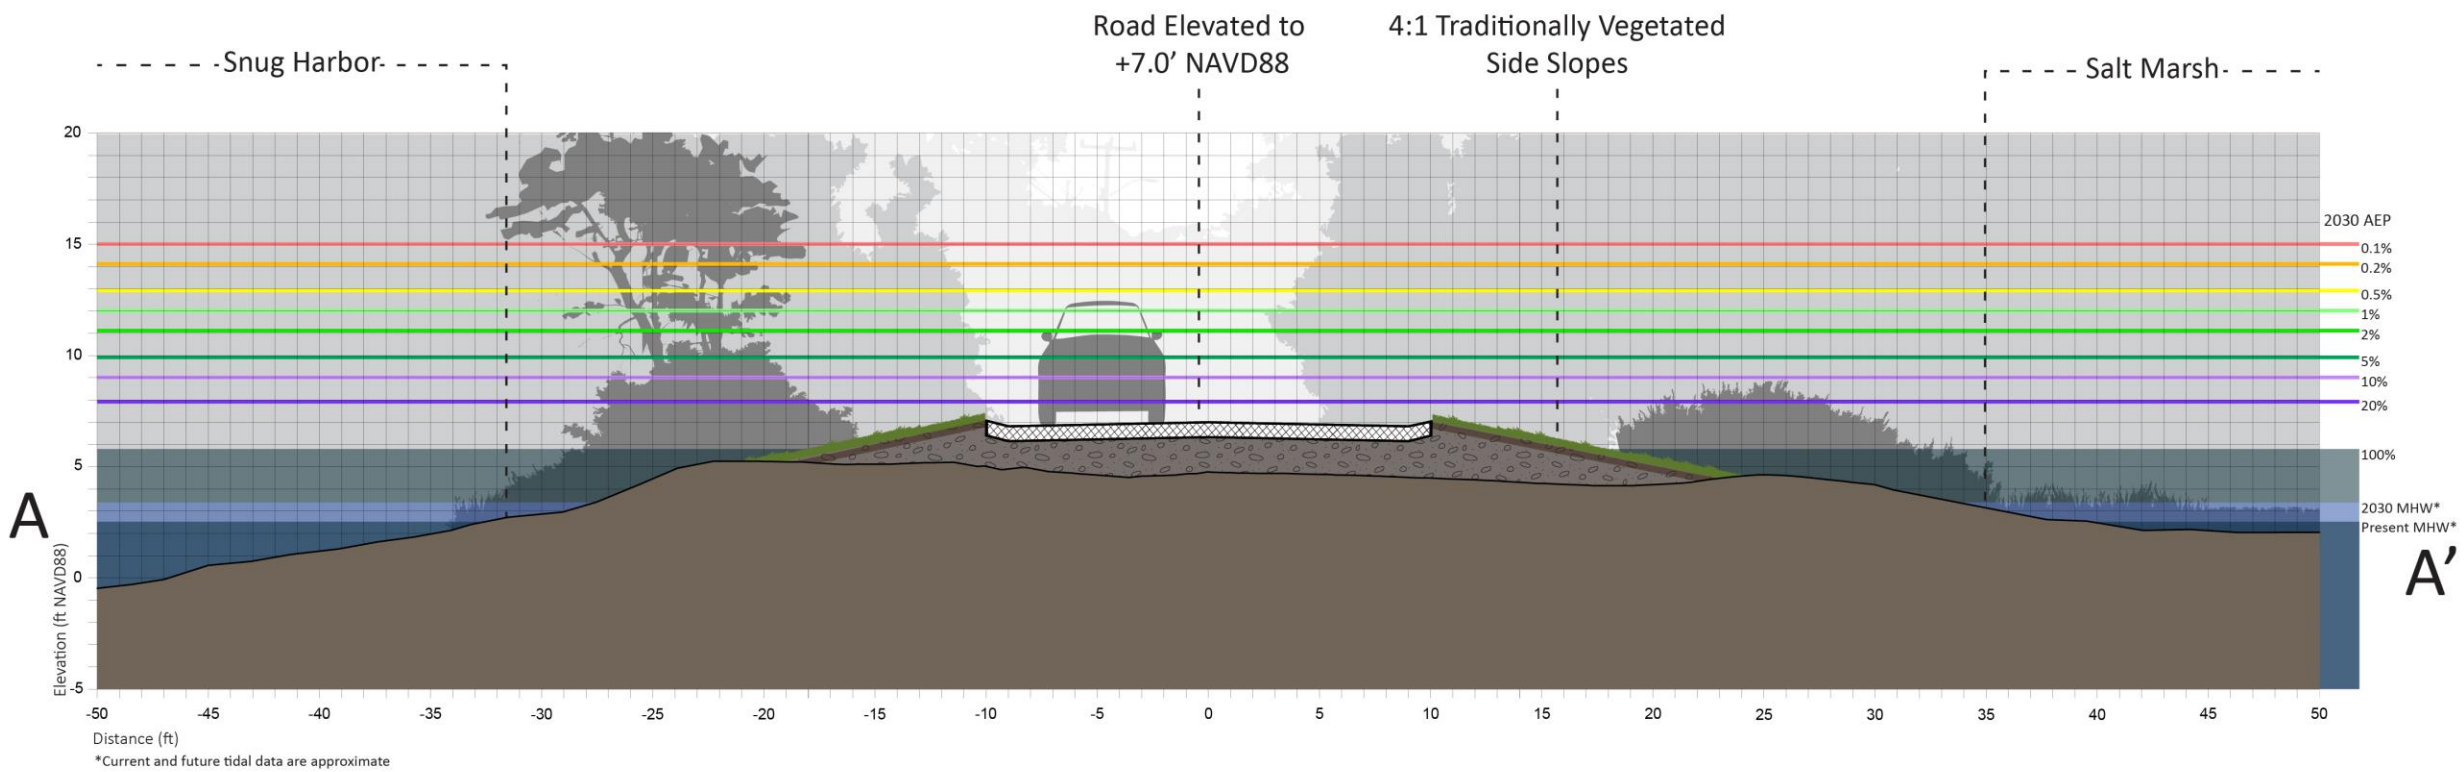 Road Elevated to
+7.0’ NAVD88
4:1 Traditionally Vegetated
Side Slopes
Snug Harbor
Salt Marsh
20
15
10
5
0
-5
Elevation (ft NAVD88)
2030 AEP
0.1%
0.2%
0.5%
1%
2%
5%
10%
20%
100%
2030 MHW*
Present MHW*
A
A’
-50 -45 -40 -35 -30 -25 -20 -15 -10 -5 0 5 10 15 20 25 30 35 40 45 50
Distance (ft)
*Current and future tidal data are approximate